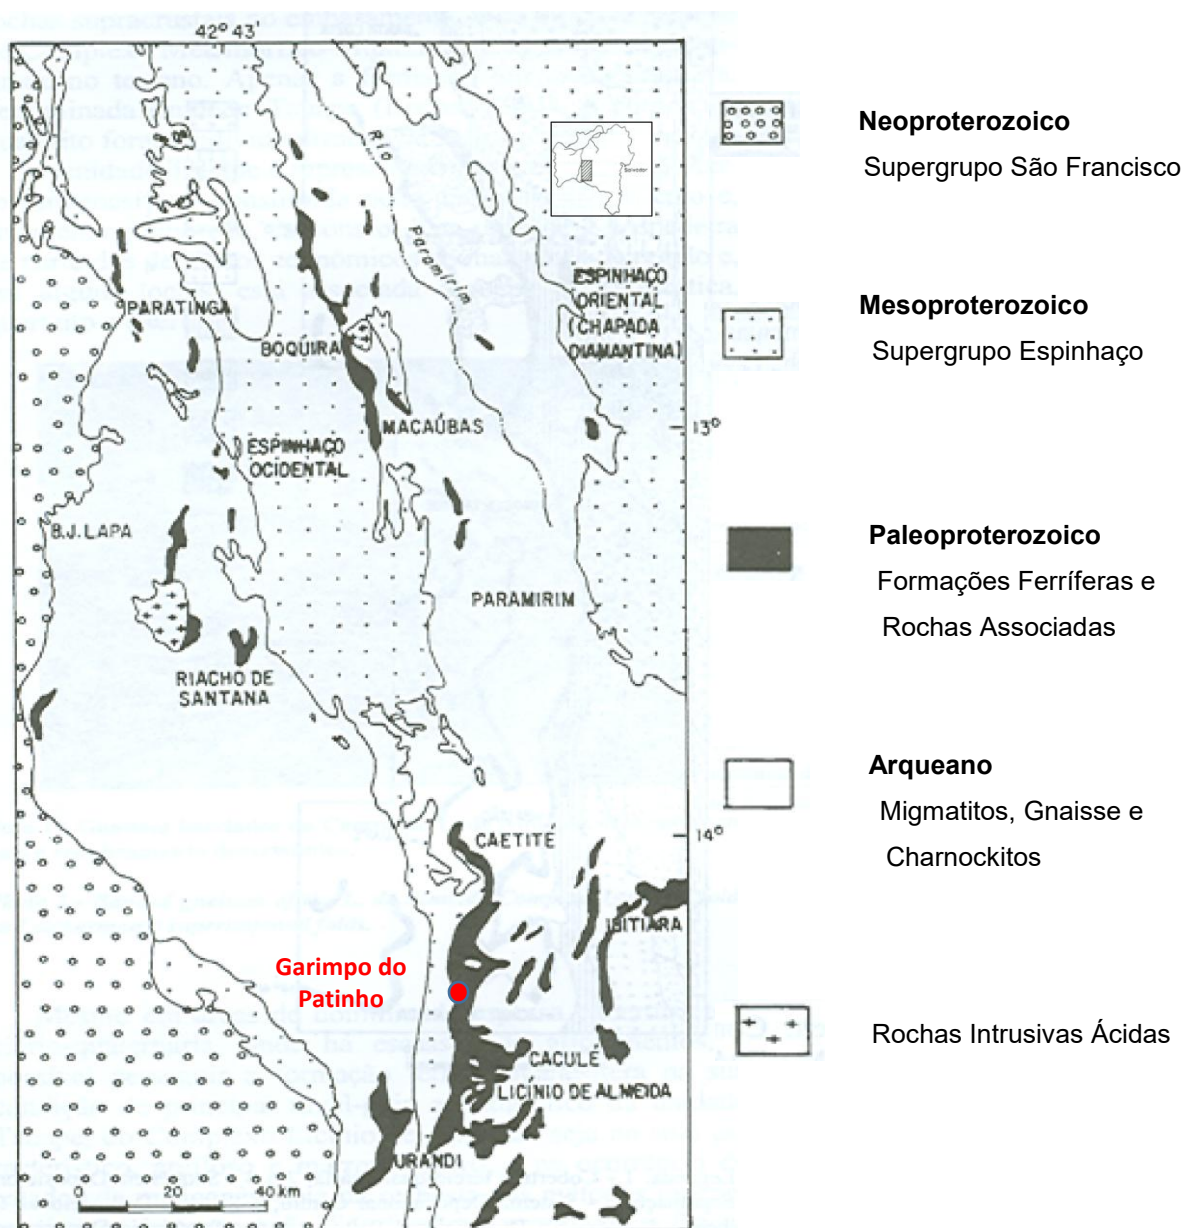 42° 43'
RIO
Paramirim
Salvador
ESPINHAÇO
ORIENTAL
(CHAPADA
DIAMANTINA)
PARATINGA
BOQUIRA
MACAÚBAS
13°
ESPINHAÇO
OCIDENTAL
B.J. LAPA
PARAMIRIM
RIACHO DE
SANTANA
CAETITÉ
14°
IBITIARA
Garimpo do
Patinho
CACULÉ
LICÍNIO DE ALMEIDA
URANDI
0 20 40 km
Neoproterozoico
Supergrupo São Francisco
Mesoproterozoico
Supergrupo Espinhaço
Paleoproterozoico
Formações Ferríferas e
Rochas Associadas
Arqueano
Migmatitos, Gnaisse e
Charnockitos
Rochas Intrusivas Ácidas